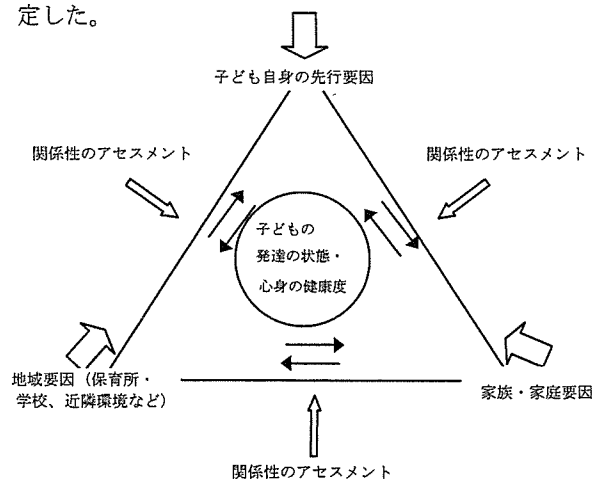 定した。
子ども自身の先行要因
関係性のアセスメント
関係性のアセスメント
子どもの
発達の状態・
心身の健康度
地域要因（保育所・
学校、近隣環境など）
家族・家庭要因
関係性のアセスメント